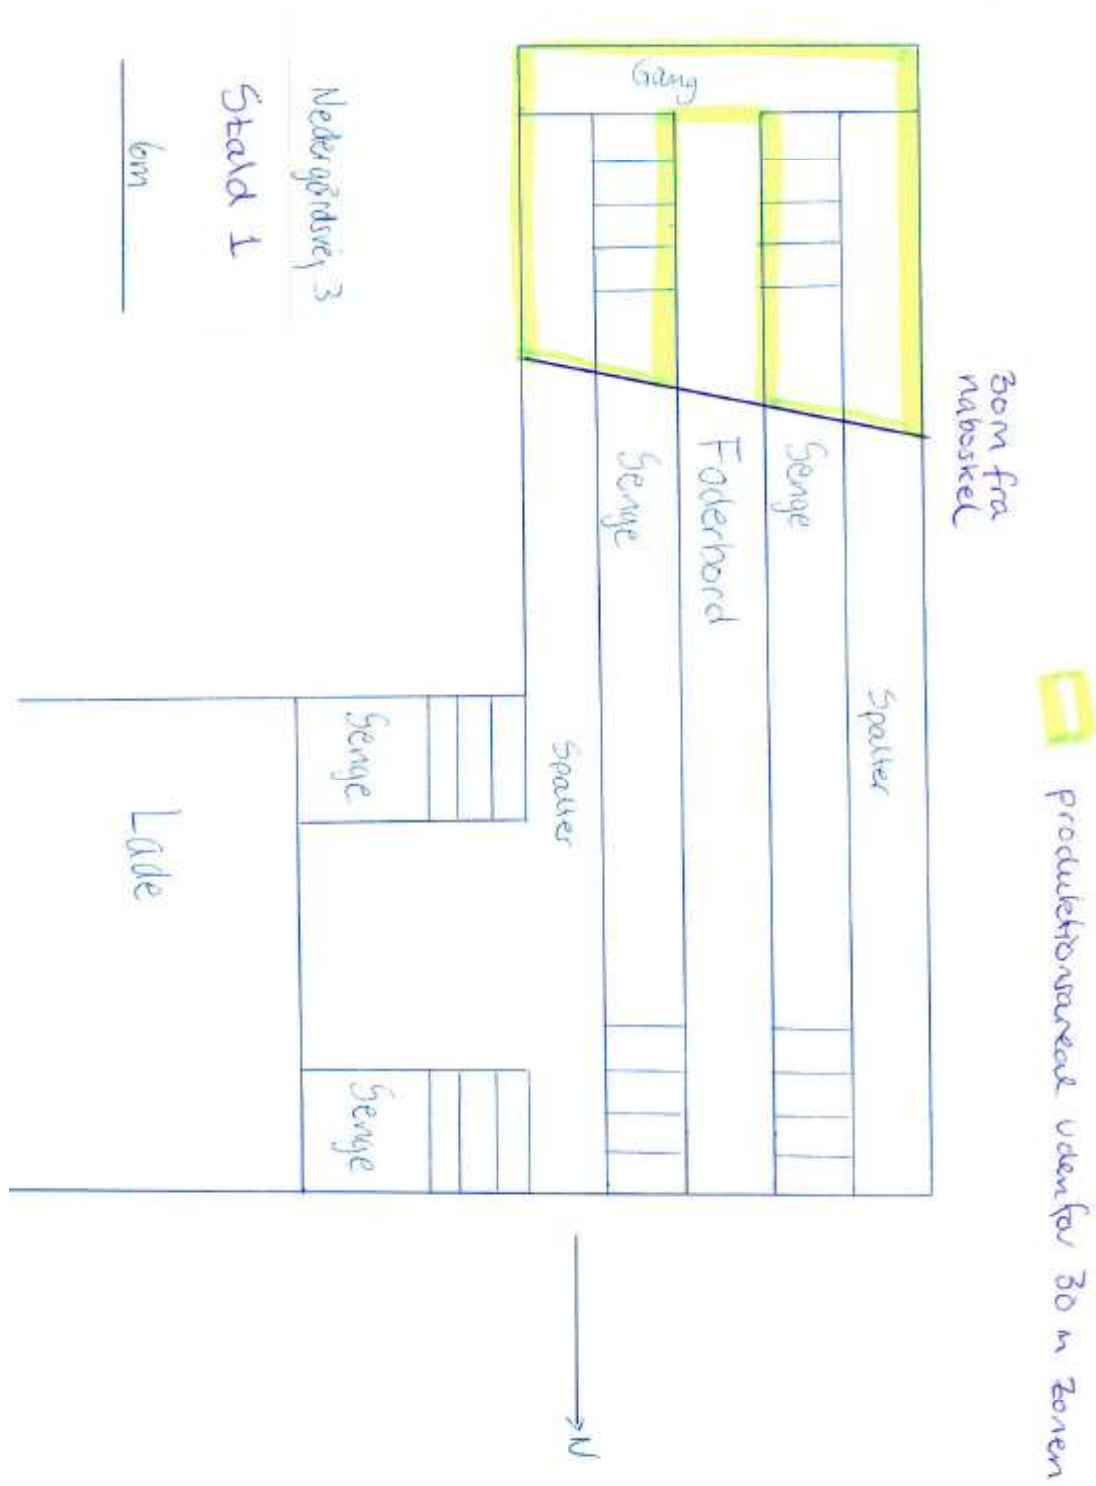 30m fra
naboskel
produktionsareal udenfor 30 m zonen
Gang
Spalter
Senge
Foderbord
Senge
Spalter
Senge
Senge
Lade
Nedergårdsvej 3
Stald 1
6m
N